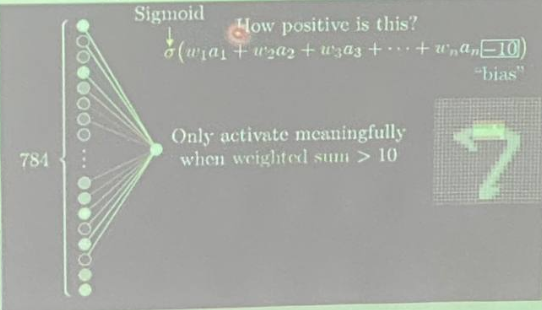 Sigmoid
How positive is this?
σ(w₁a₁ + w₂a₂ + w₃a₃ + ··· + wₙaₙ −10)
"bias"
784
Only activate meaningfully
when weighted sum > 10